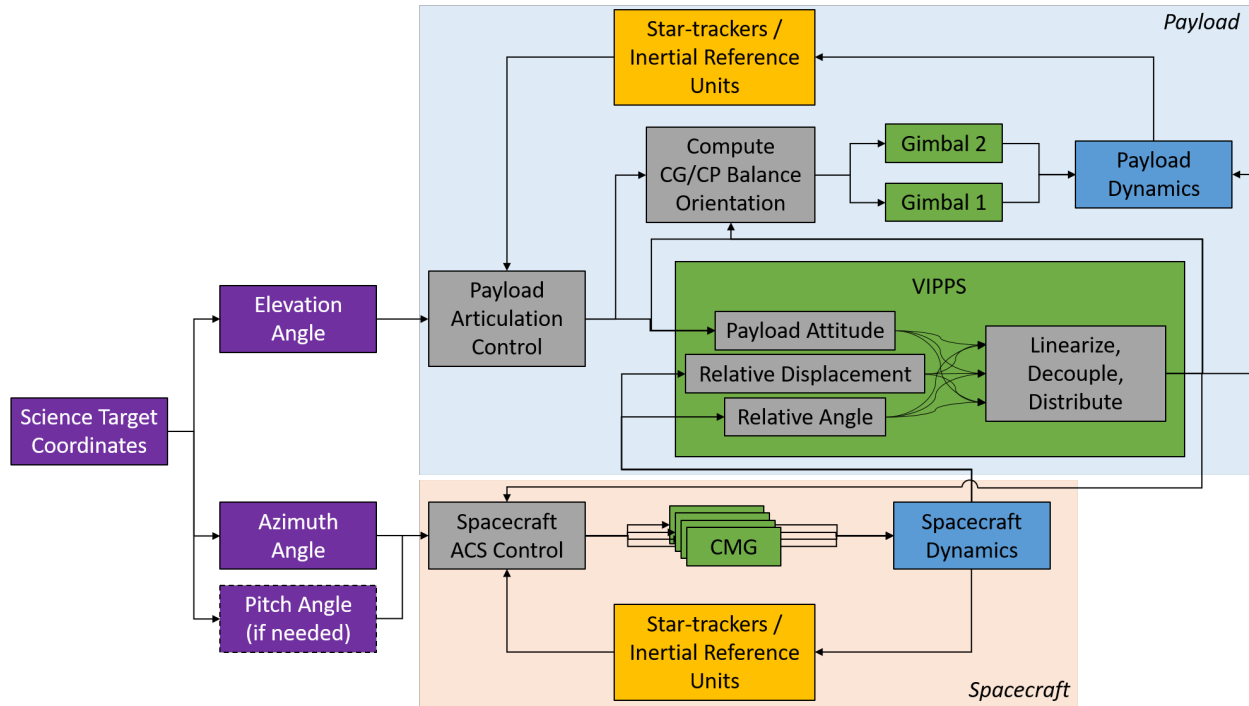 Payload
Star-trackers /
Inertial Reference
Units
Compute
CG/CP Balance
Orientation
Gimbal 2
Gimbal 1
Payload
Dynamics
Elevation
Angle
Payload
Articulation
Control
VIPPS
Payload Attitude
Relative Displacement
Relative Angle
Linearize,
Decouple,
Distribute
Science Target
Coordinates
Azimuth
Angle
Pitch Angle
(if needed)
Spacecraft
ACS Control
CMG
Spacecraft
Dynamics
Star-trackers /
Inertial Reference
Units
Spacecraft